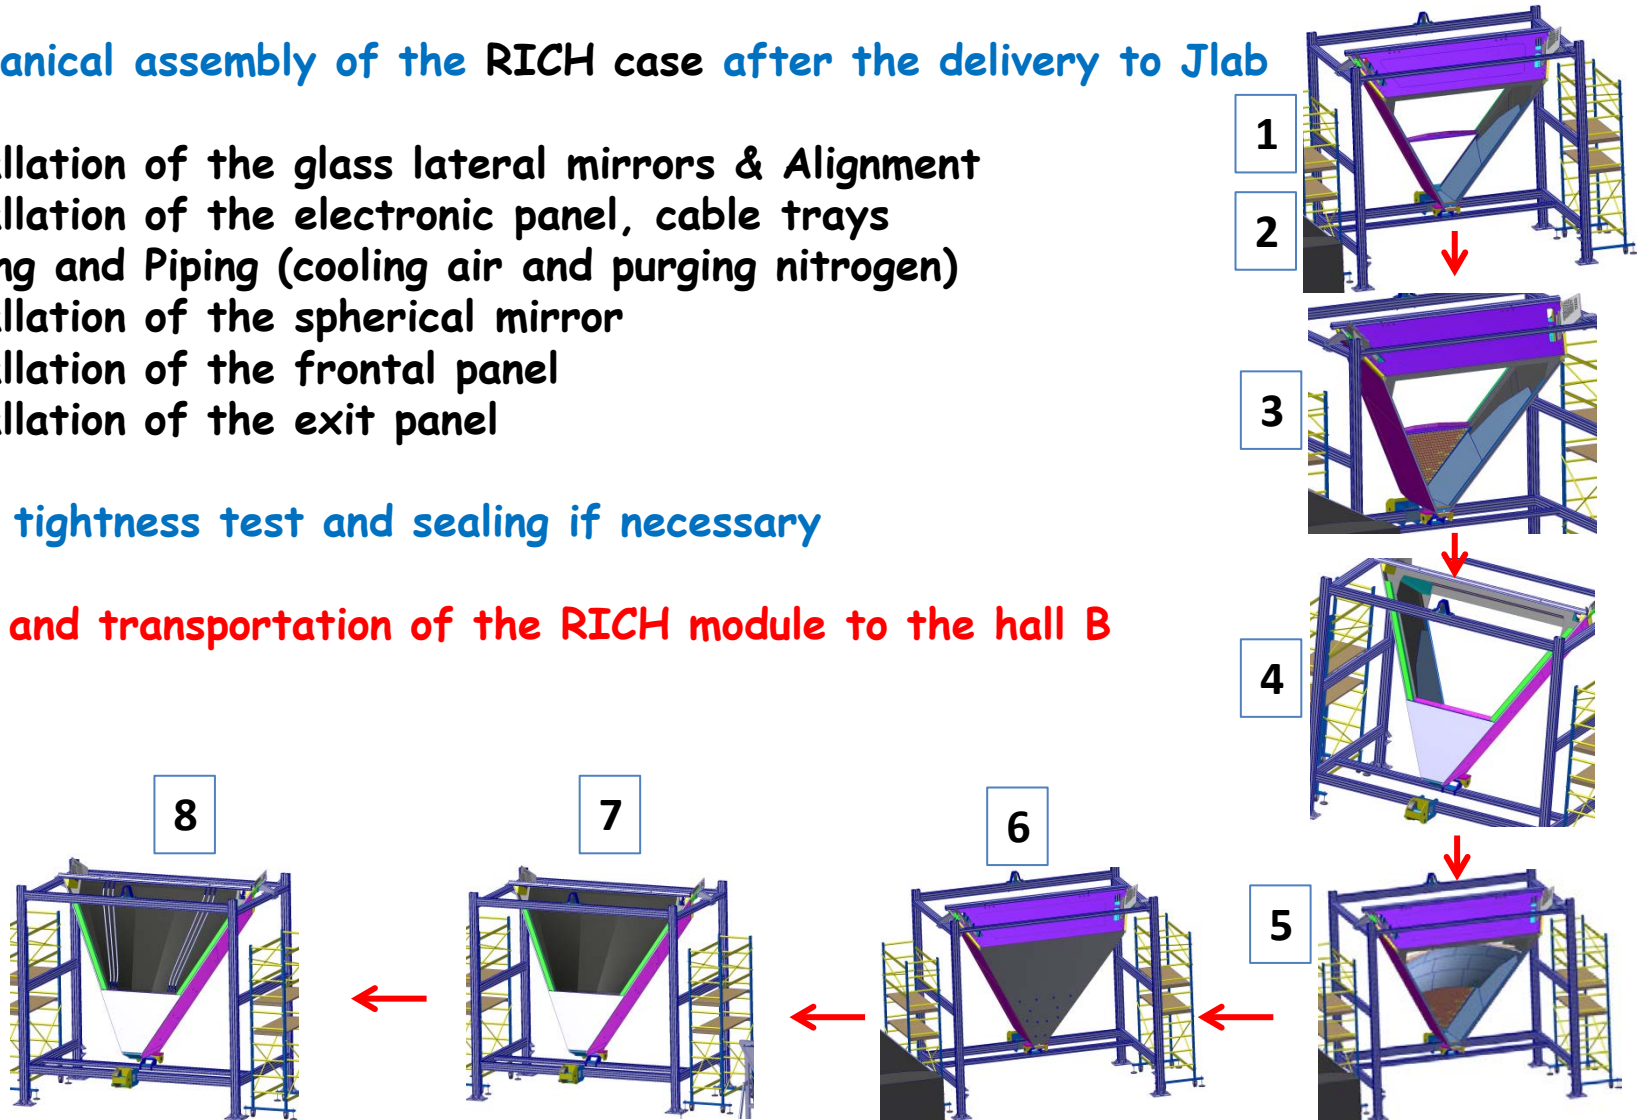 anical assembly of the RICH case after the delivery to Jlab
llation of the glass lateral mirrors & Alignment
llation of the electronic panel, cable trays
ng and Piping (cooling air and purging nitrogen)
llation of the spherical mirror
llation of the frontal panel
llation of the exit panel
tightness test and sealing if necessary
and transportation of the RICH module to the hall B
1
2
3
4
5
6
7
8